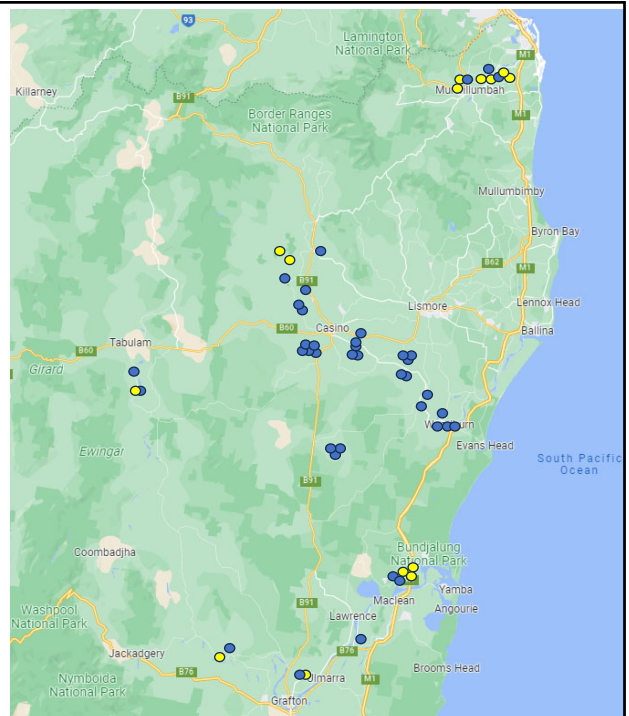 93
Lamington
National Park
M1
Killarney
B91
Border Ranges
National Park
M1
Mullumbimby
Byron Bay
B62
M1
B91
Lismore
Lennox Head
B60
Casino
Ballina
B60
Tabulam
Girard
Evans Head
Ewingar
South Pacific
Ocean
B91
Coombadjha
Bundjalung
National Park
Yamba
Maclean
Angourie
Washpool
National Park
B91
Lawrence
Jackadgery
B76
B76
Brooms Head
Nymboida
National Park
M1
Grafton